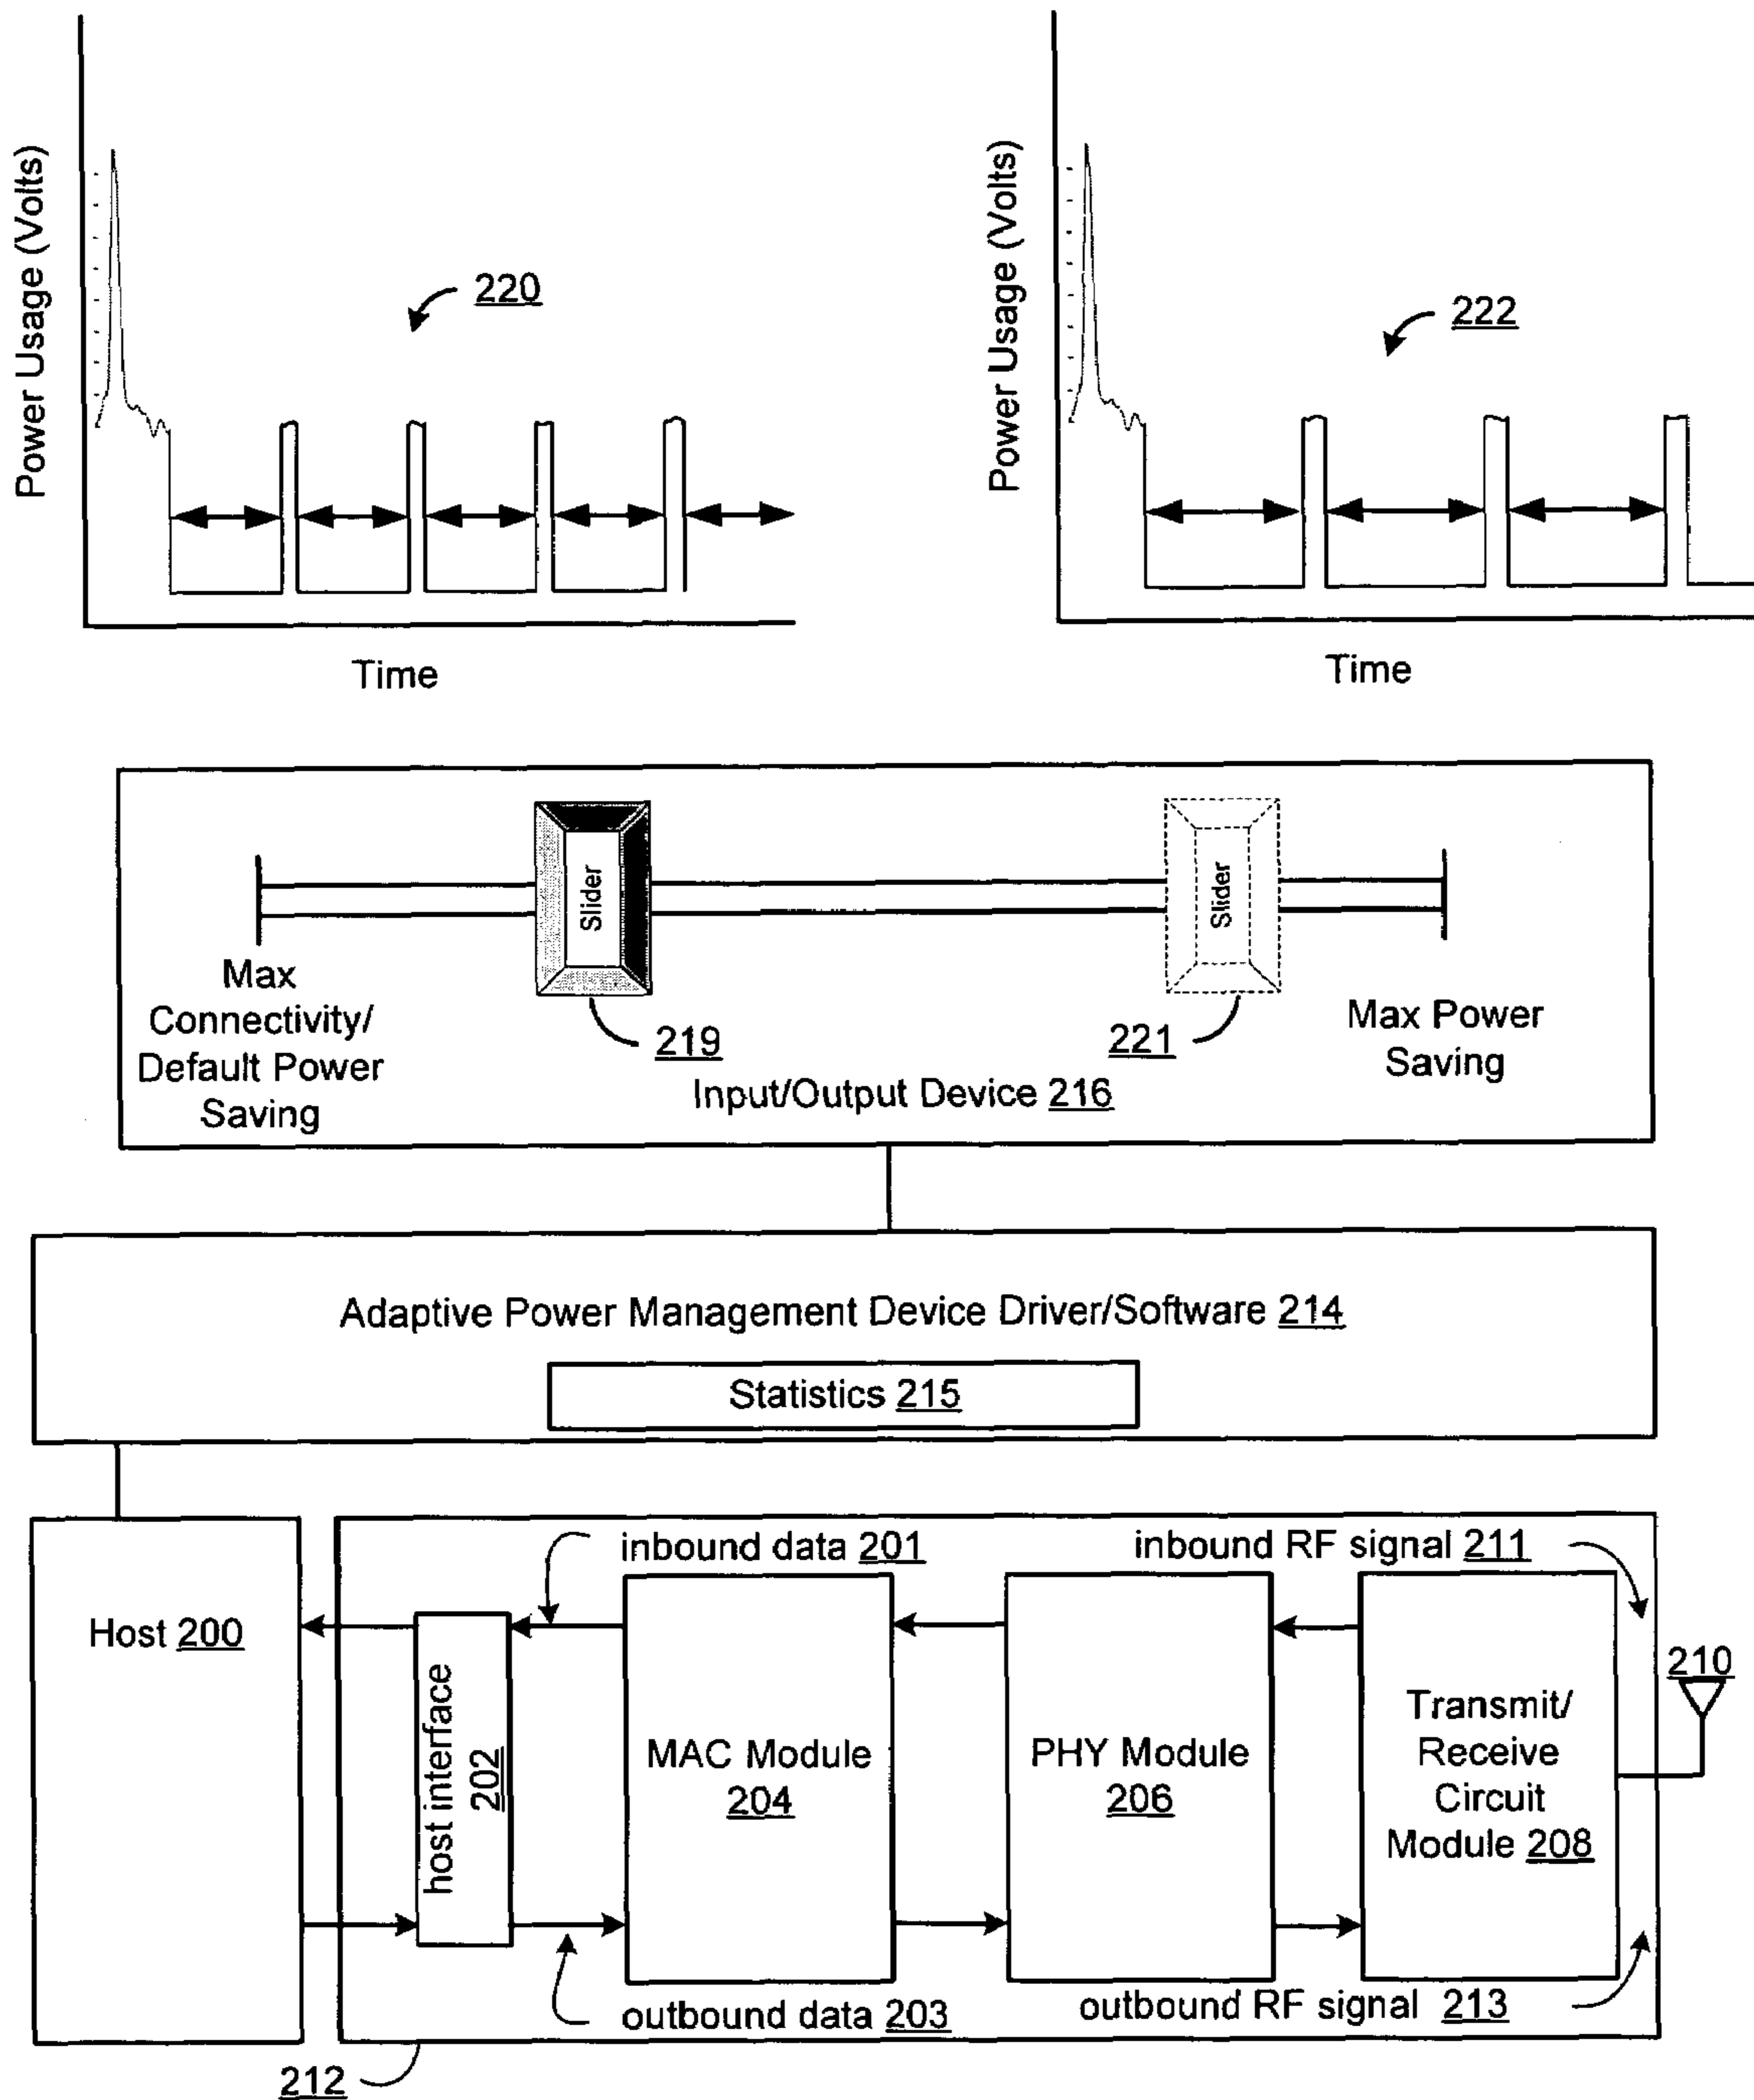 Power Usage (Volts)
220
Time
Power Usage (Volts)
222
Time
Slider
Slider
Max
Connectivity/
Default Power
Saving
219
221
Max Power
Saving
Input/Output Device 216
Adaptive Power Management Device Driver/Software 214
Statistics 215
Host 200
inbound data 201
inbound RF signal 211
host interface
202
MAC Module
204
PHY Module
206
Transmit/
Receive
Circuit
Module 208
210
outbound data 203
outbound RF signal 213
212